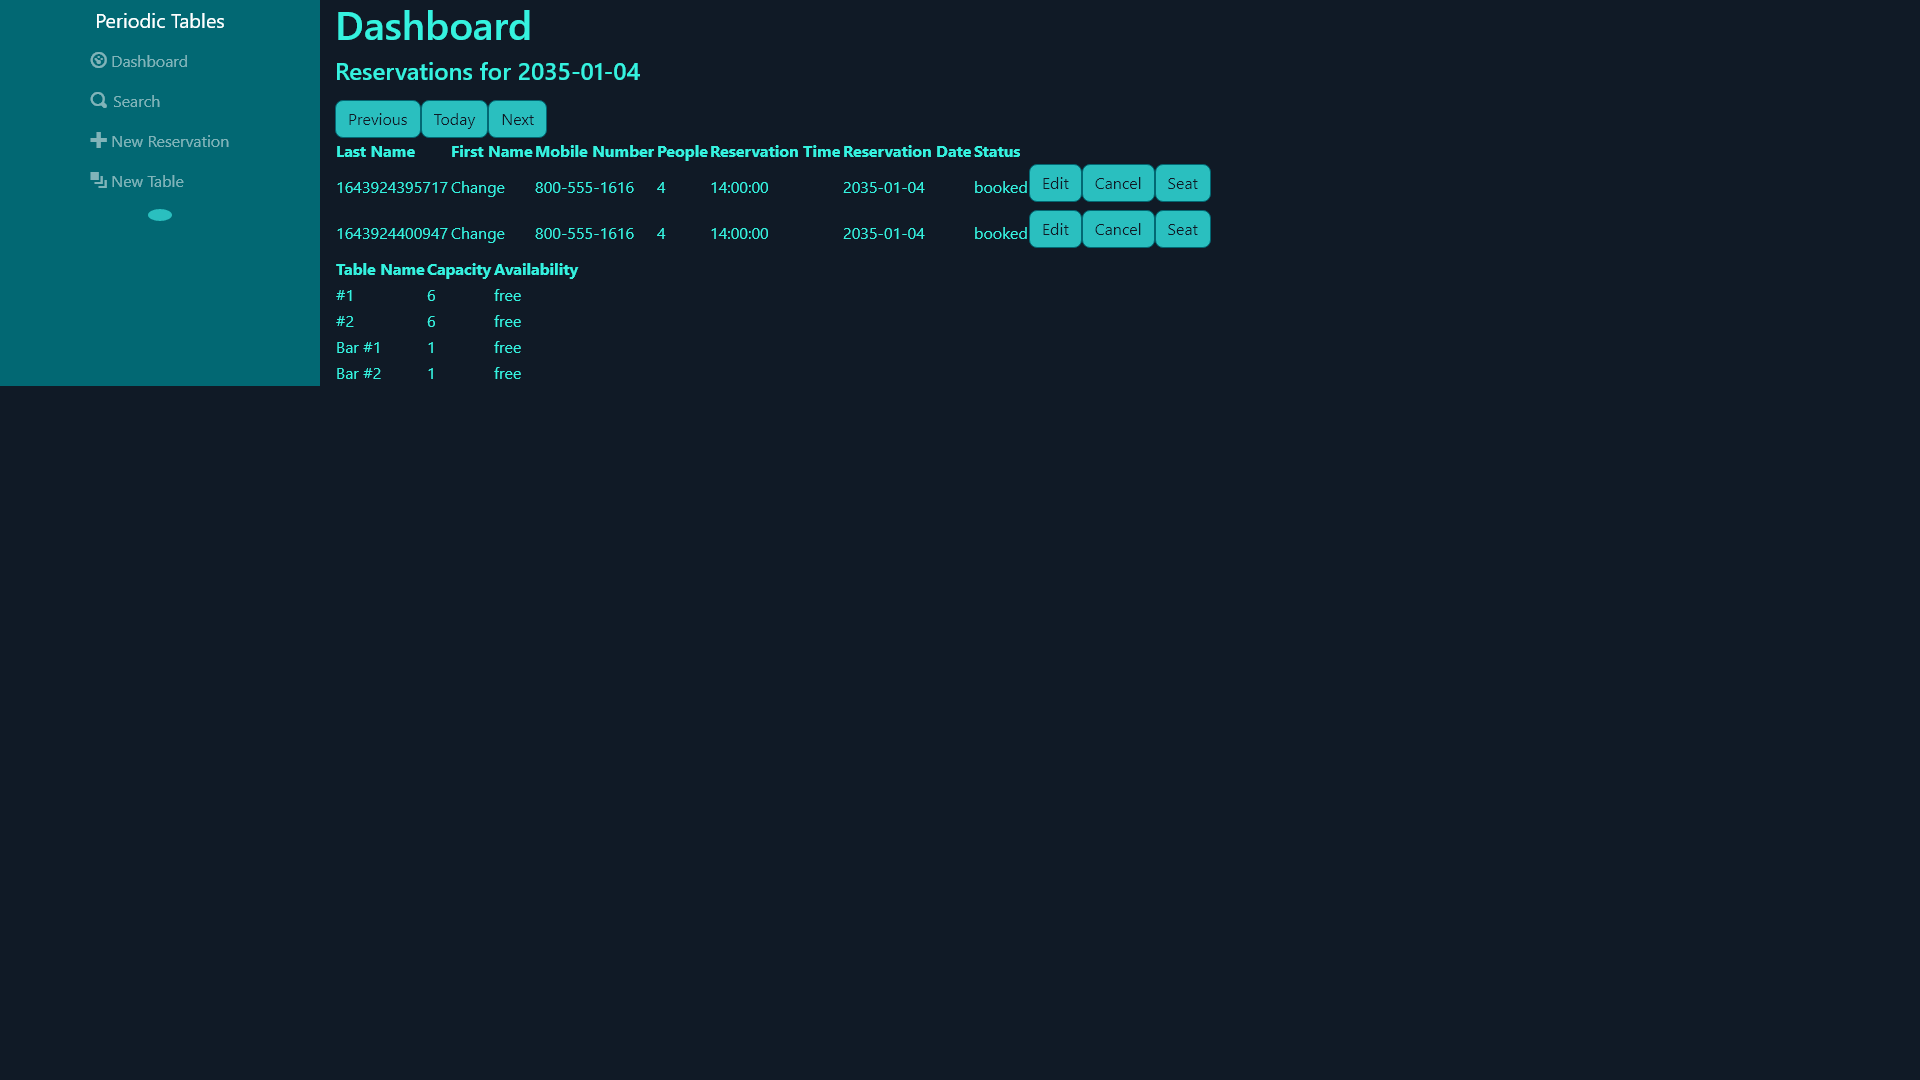 Periodic Tables
Dashboard
Search
New Reservation
New Table
Dashboard
Reservations for 2035-01-04
Previous Today Next
Last Name First Name Mobile Number People Reservation Time Reservation Date Status
1643924395717 Change 800-555-1616 4 14:00:00 2035-01-04 booked Edit Cancel Seat
1643924400947 Change 800-555-1616 4 14:00:00 2035-01-04 booked Edit Cancel Seat
Table Name Capacity Availability
#1 6 free
#2 6 free
Bar #1 1 free
Bar #2 1 free